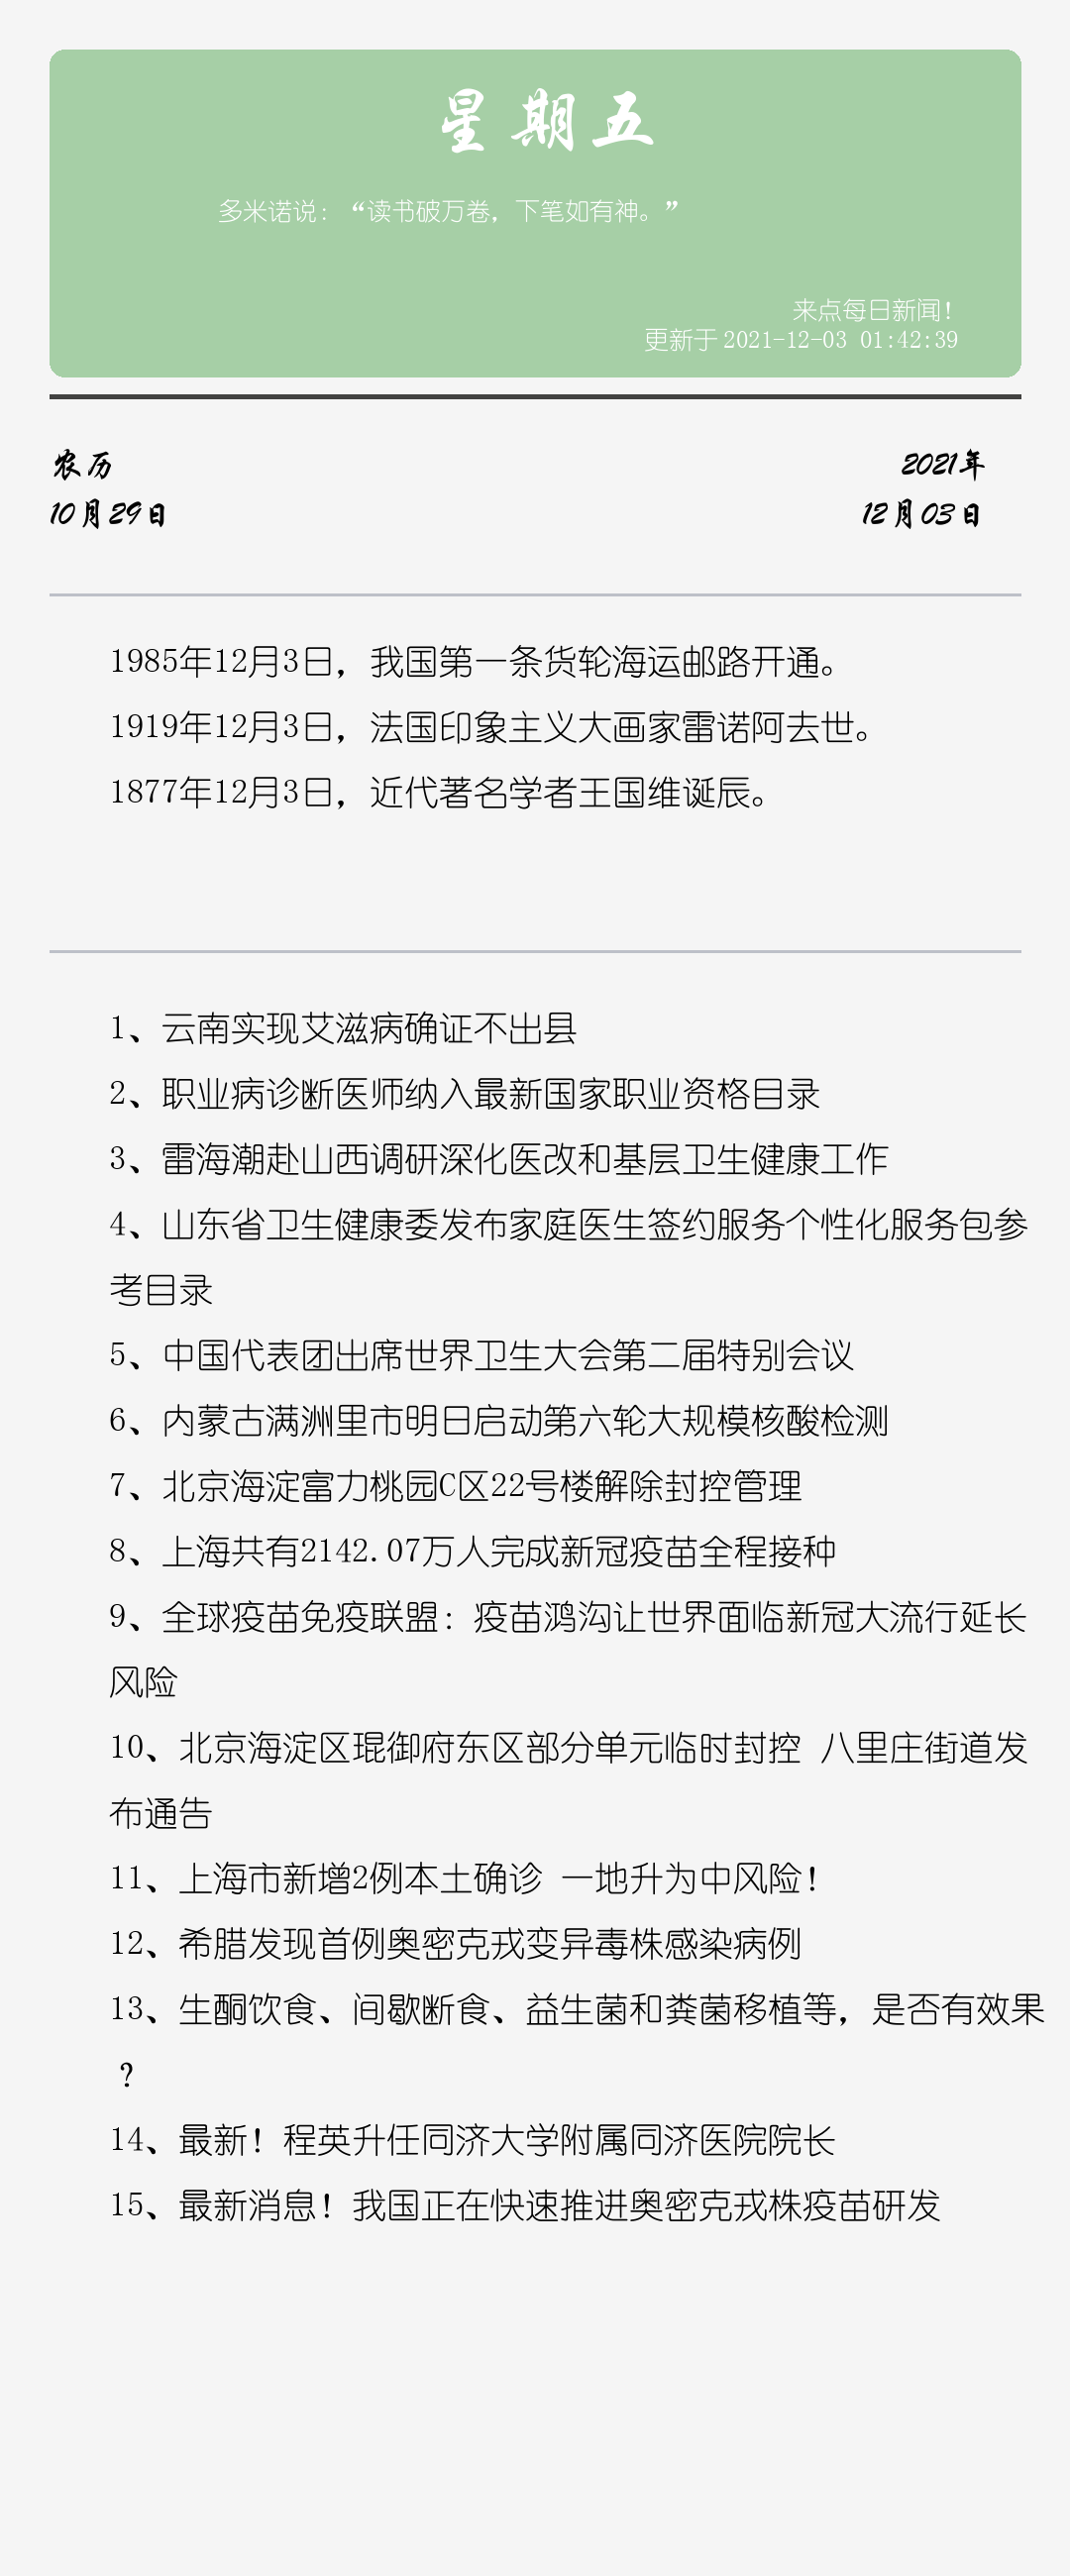 星期五
多米诺说：“读书破万卷，下笔如有神。”
来点每日新闻！
更新于 2021-12-03 01:42:39
农历
10月29日
2021年
12月03日
1985年12月3日，我国第一条货轮海运邮路开通。
1919年12月3日，法国印象主义大画家雷诺阿去世。
1877年12月3日，近代著名学者王国维诞辰。
1、云南实现艾滋病确证不出县
2、职业病诊断医师纳入最新国家职业资格目录
3、雷海潮赴山西调研深化医改和基层卫生健康工作
4、山东省卫生健康委发布家庭医生签约服务个性化服务包参
考目录
5、中国代表团出席世界卫生大会第二届特别会议
6、内蒙古满洲里市明日启动第六轮大规模核酸检测
7、北京海淀富力桃园C区22号楼解除封控管理
8、上海共有2142.07万人完成新冠疫苗全程接种
9、全球疫苗免疫联盟：疫苗鸿沟让世界面临新冠大流行延长
风险
10、北京海淀区琨御府东区部分单元临时封控 八里庄街道发
布通告
11、上海市新增2例本土确诊 一地升为中风险！
12、希腊发现首例奥密克戎变异毒株感染病例
13、生酮饮食、间歇断食、益生菌和粪菌移植等，是否有效果
？
14、最新！程英升任同济大学附属同济医院院长
15、最新消息！我国正在快速推进奥密克戎株疫苗研发